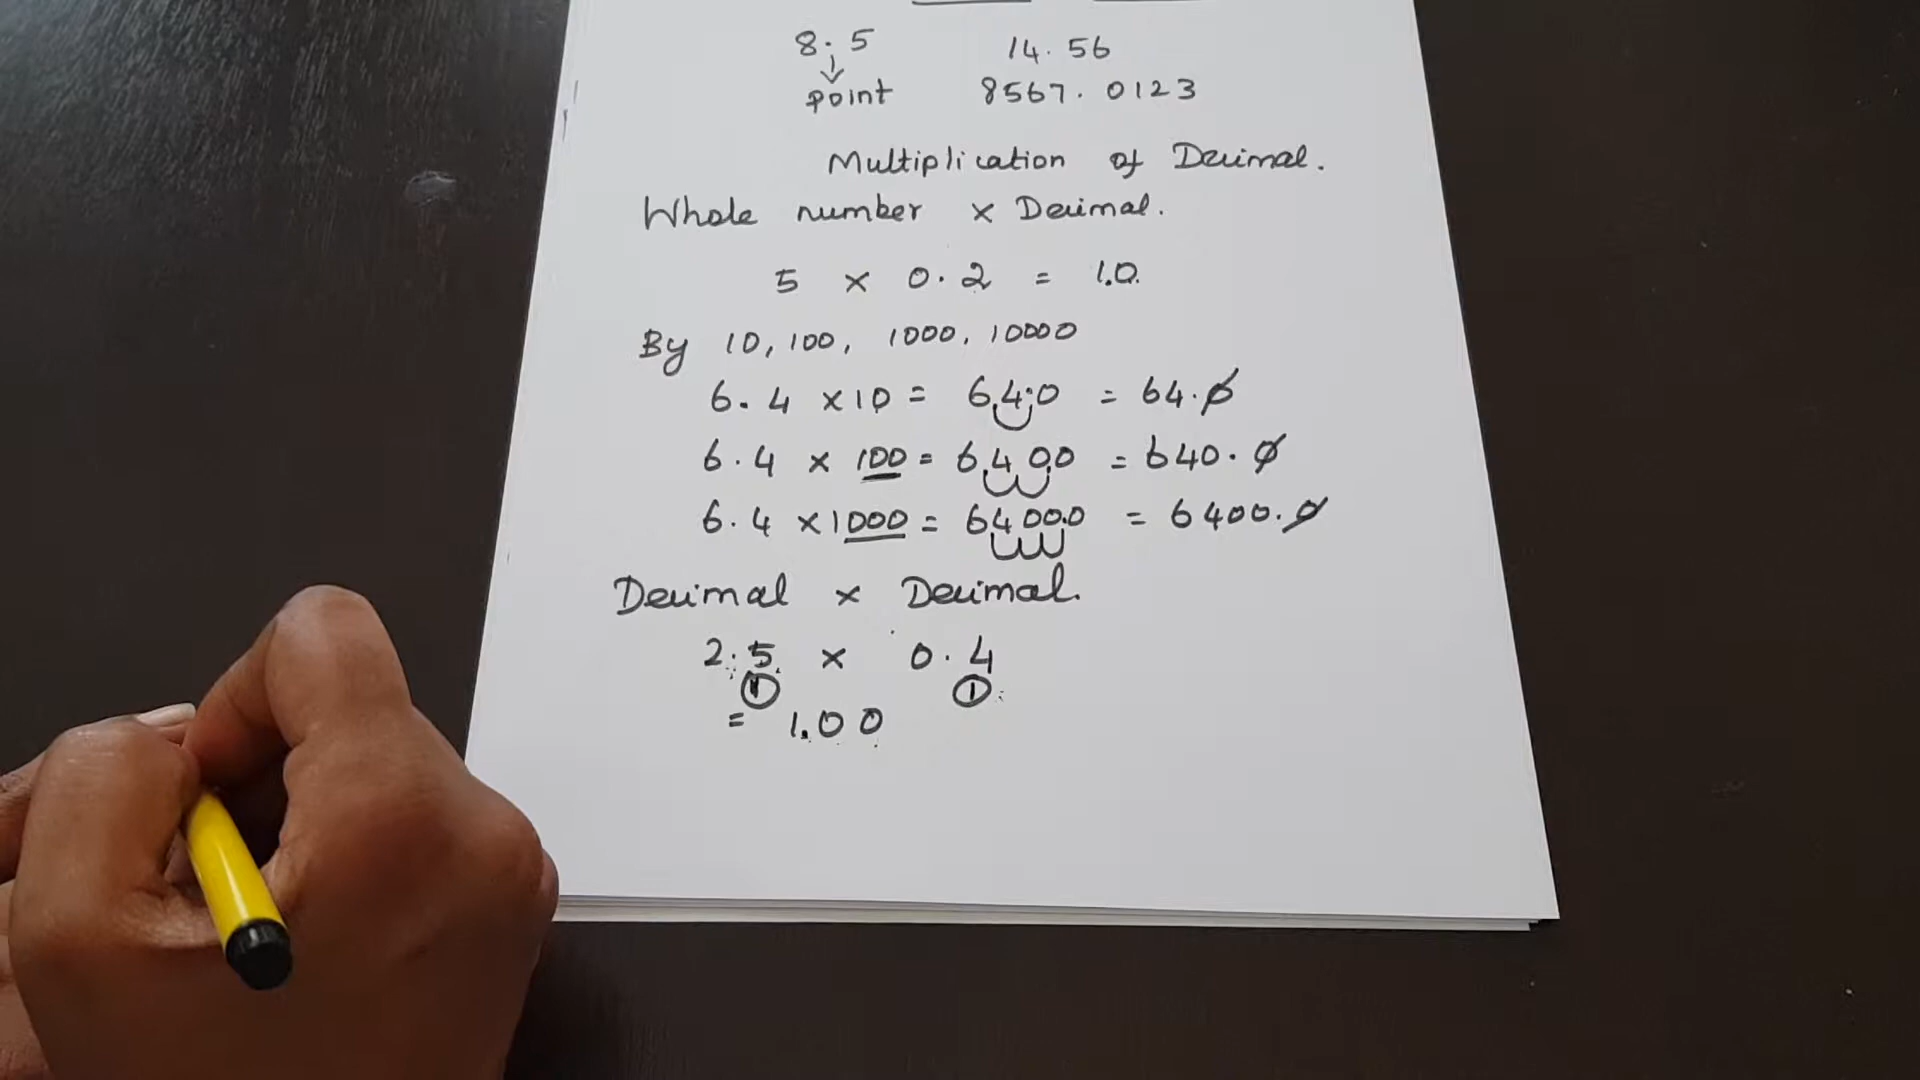 8.5 14.56
point 8567.0123
Multiplication of Decimal.
Whole number × Decimal.
5 × 0.2 = 1.0.
By 10, 100, 1000, 10000
6.4 ×10 = 64.0 = 64.0
6.4 × 100 = 640.0 = 640.0
6.4 ×1000 = 6400.0 = 6400.0
Decimal × Decimal.
2.5 × 0.4
1 1
= 1.00